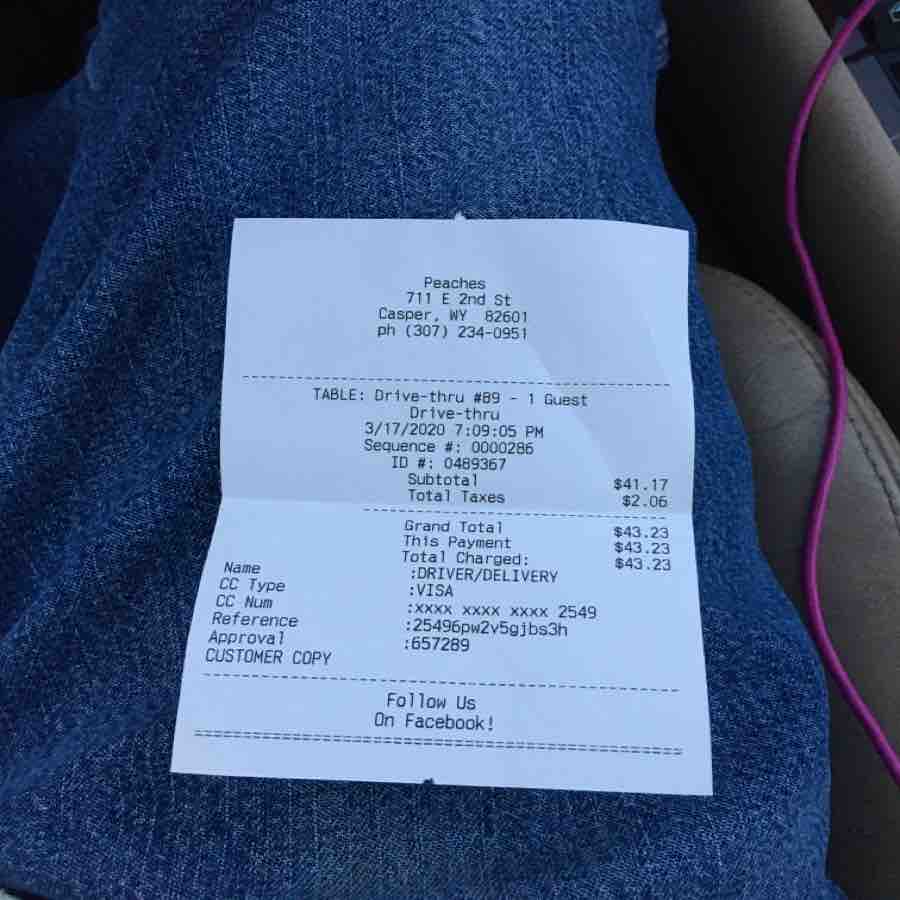 Peaches
711 E 2nd St
Casper, WY 82601
ph (307) 234-0951
TABLE: Drive-thru #89 - 1 Guest
Drive-thru
3/17/2020 7:09:05 PM
Sequence #: 0000286
ID #: 0489367
Subtotal $41.17
Total Taxes $2.06
Grand Total $43.23
This Payment $43.23
Total Charged: $43.23
Name :DRIVER/DELIVERY
CC Type :VISA
CC Num :xxxx xxxx xxxx 2549
Reference :25496pw2v5gjbs3h
Approval :657289
CUSTOMER COPY
Follow Us
On Facebook!